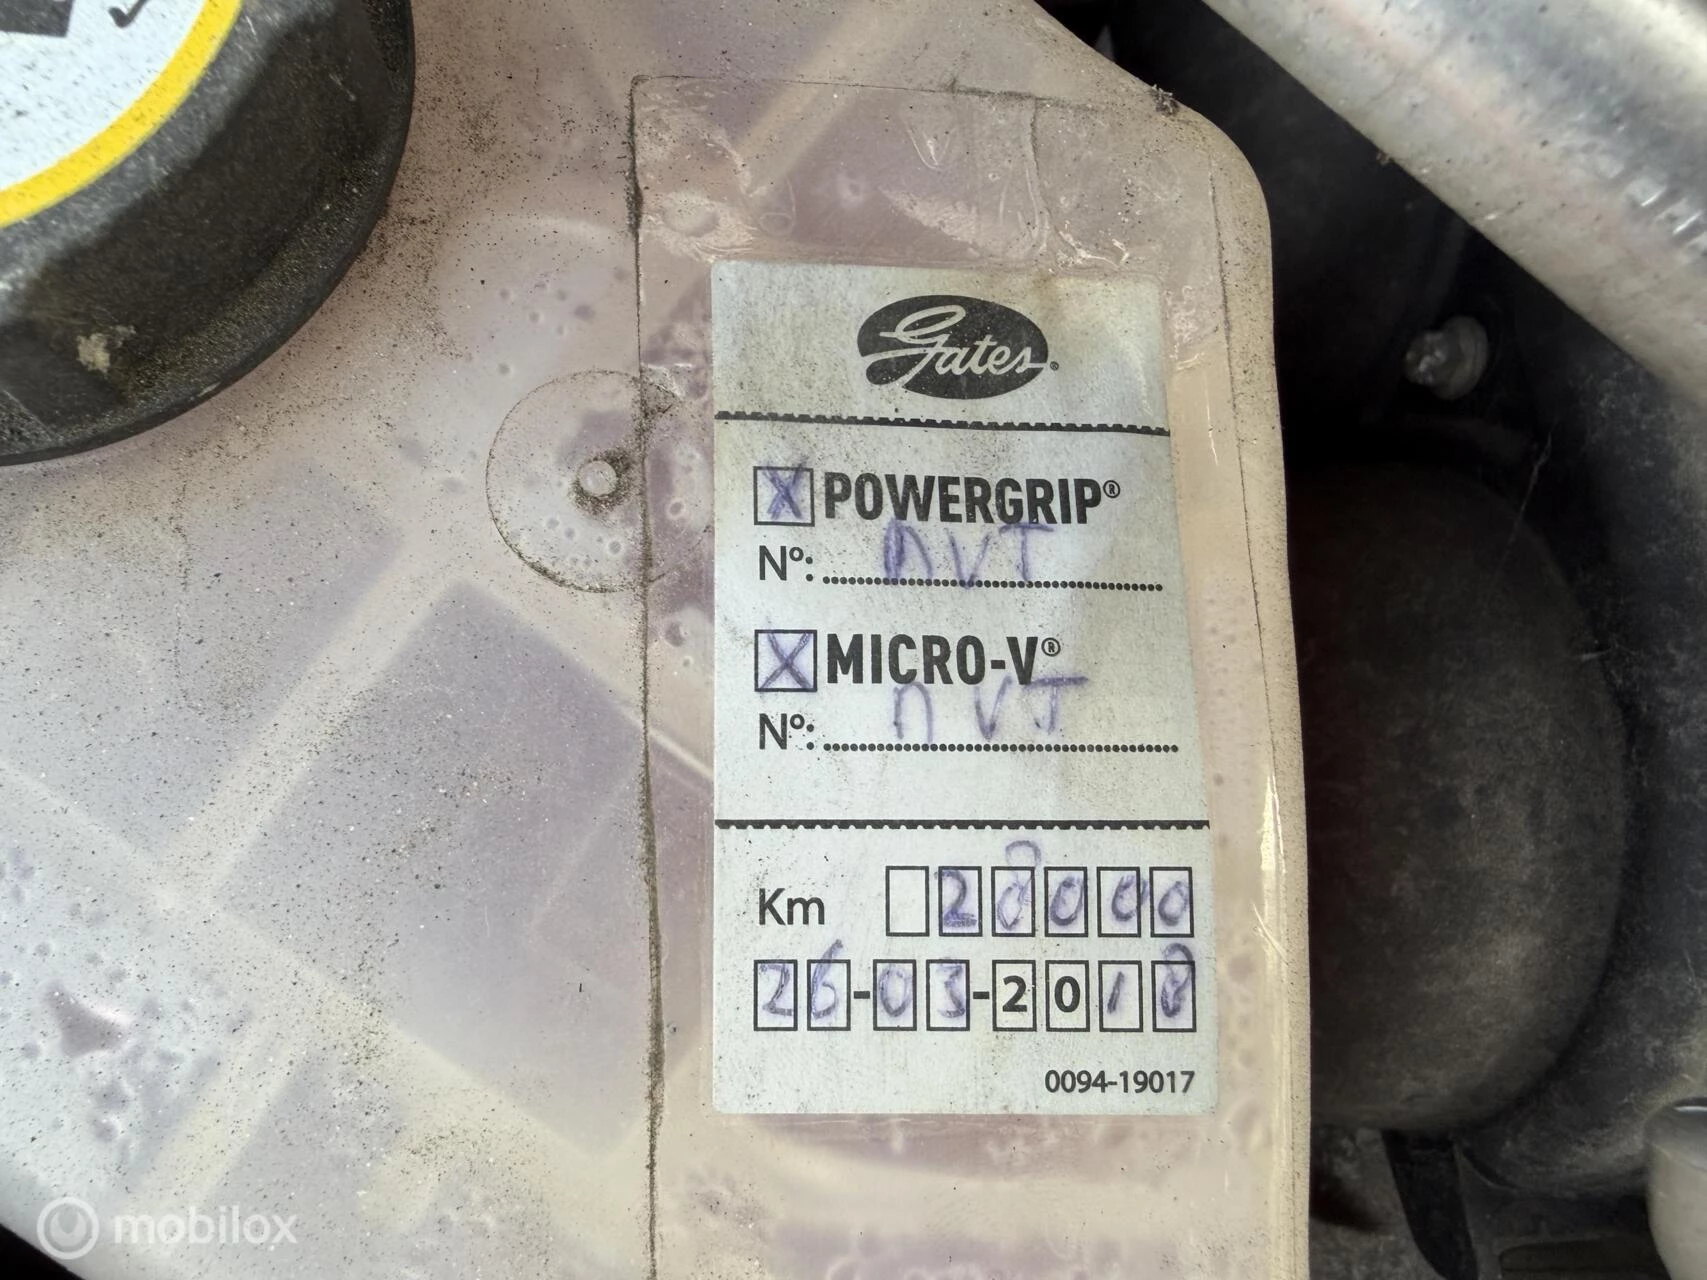 Gates®
X POWERGRIP®
nVT
Nº:
X MICRO-V®
nVT
Nº:
Km 28000
26-03-2018
0094-19017
mobilox